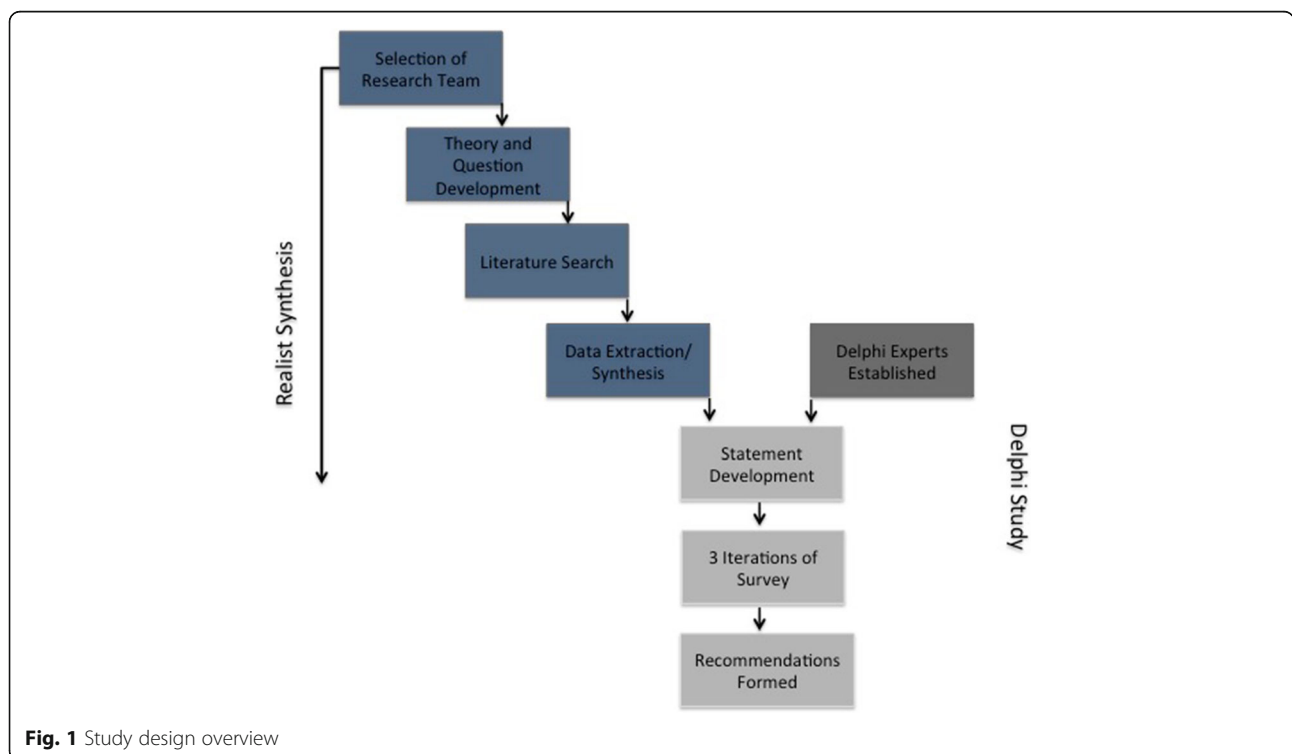 Selection of
Research Team
Theory and
Question
Development
Literature Search
Realist Synthesis
Data Extraction/
Synthesis
Delphi Experts
Established
Statement
Development
Delphi Study
3 Iterations of
Survey
Recommendations
Formed
Fig. 1 Study design overview